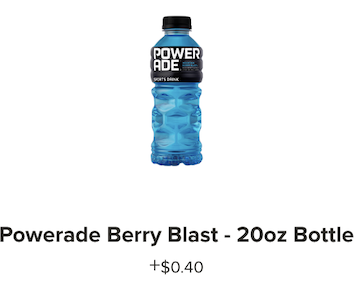 POWER
ADE
SPORTS DRINK
Powerade Berry Blast - 20oz Bottle
+$0.40